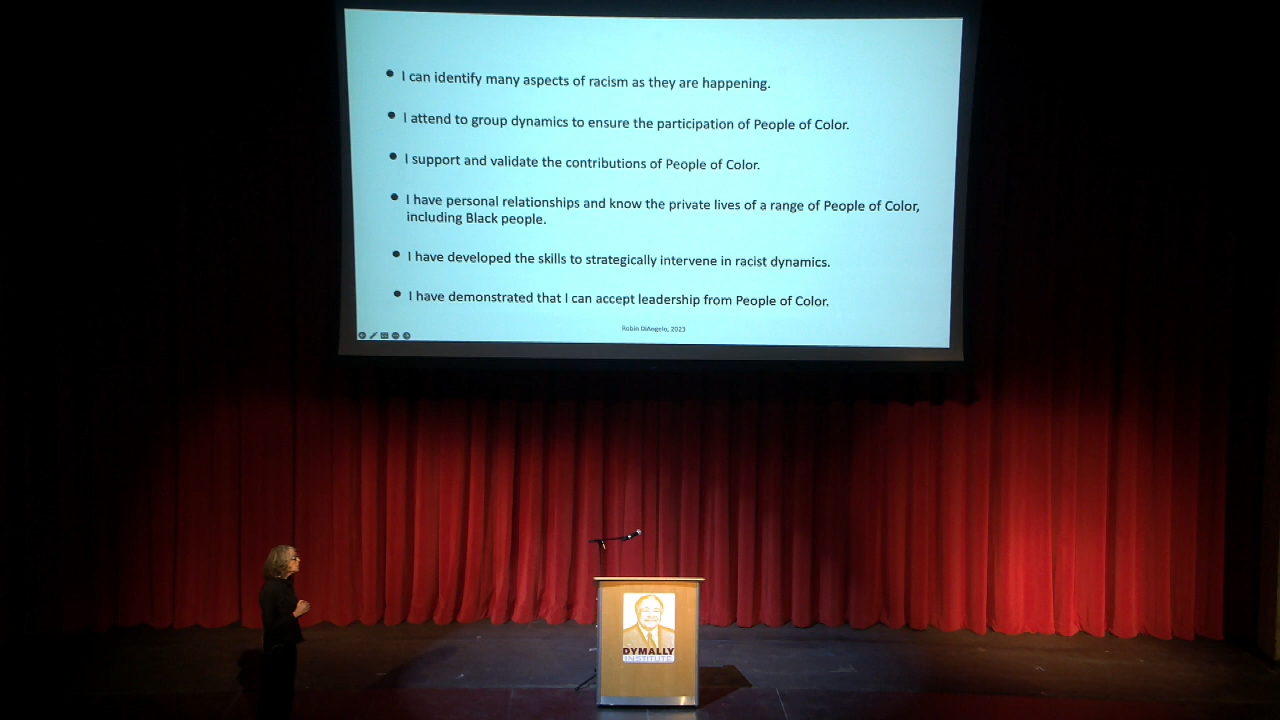 • I can identify many aspects of racism as they are happening.
• I attend to group dynamics to ensure the participation of People of Color.
• I support and validate the contributions of People of Color.
• I have personal relationships and know the private lives of a range of People of Color,
including Black people.
• I have developed the skills to strategically intervene in racist dynamics.
• I have demonstrated that I can accept leadership from People of Color.
Robin DiAngelo, 2023
DYMALLY
INSTITUTE